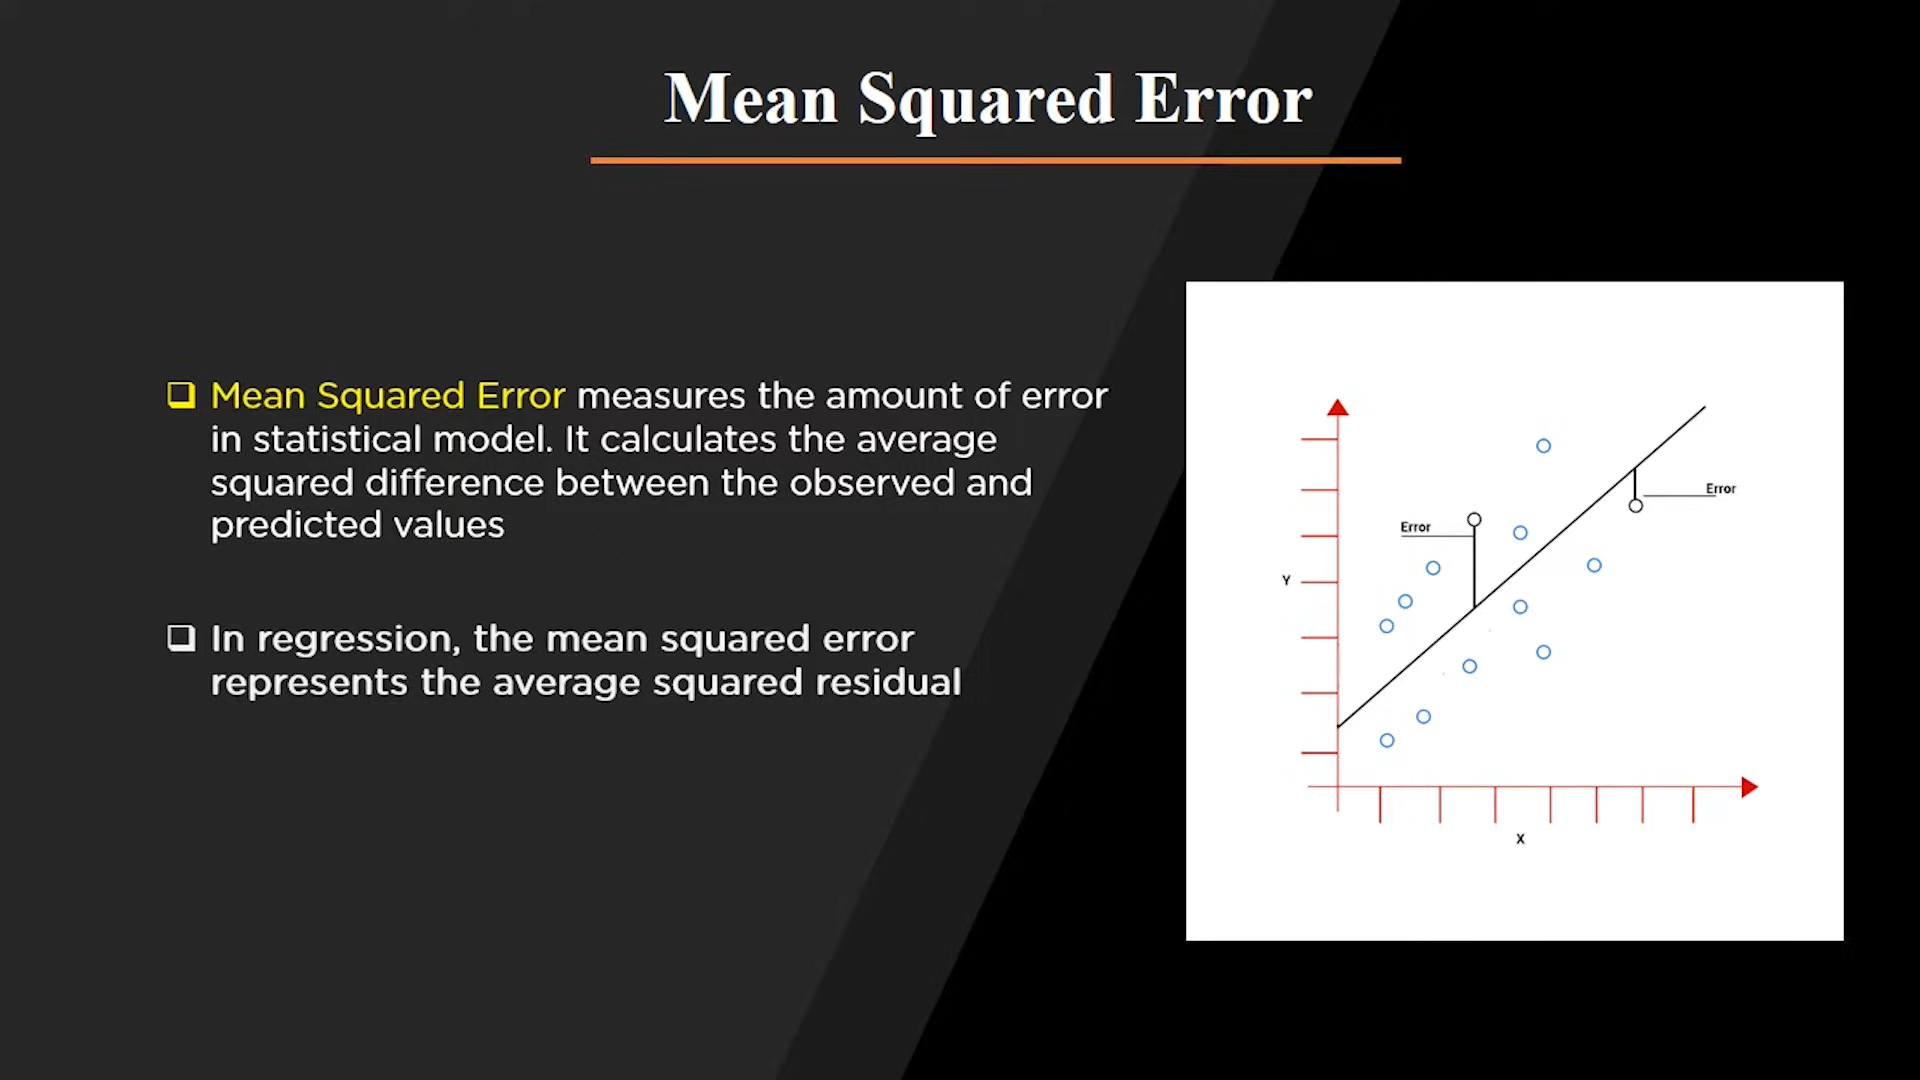 Mean Squared Error
Mean Squared Error measures the amount of error
in statistical model. It calculates the average
squared difference between the observed and
predicted values
In regression, the mean squared error
represents the average squared residual
Error
Error
Y
X